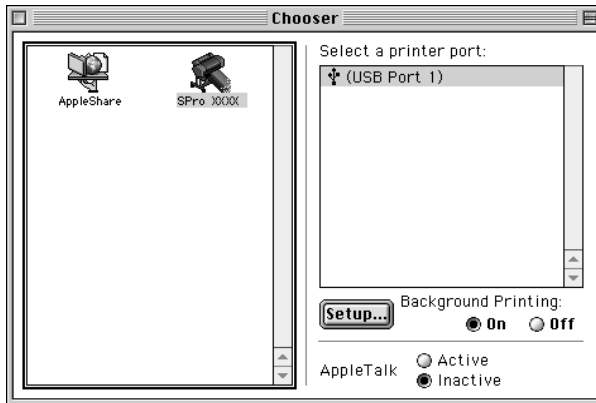 Chooser
AppleShare
SPro XXXX
Select a printer port:
(USB Port 1)
Setup...
Background Printing:
On Off
AppleTalk
Active
Inactive